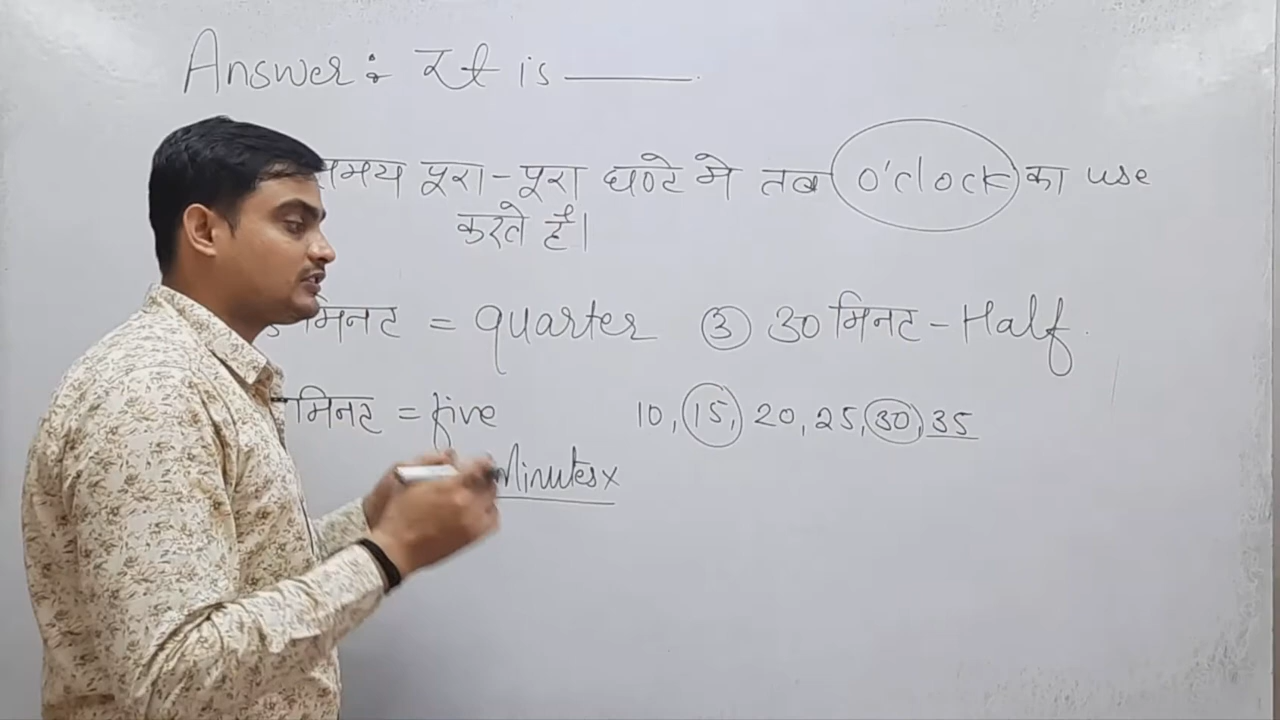 Answer : It is ______
समय पूरा-पूरा घण्टे मे तब o'clock का use
करते है।
मिनट = quarter ③ 30 मिनट - Half.
मिनट = five 10, 15, 20, 25, 30, 35
Minutes x